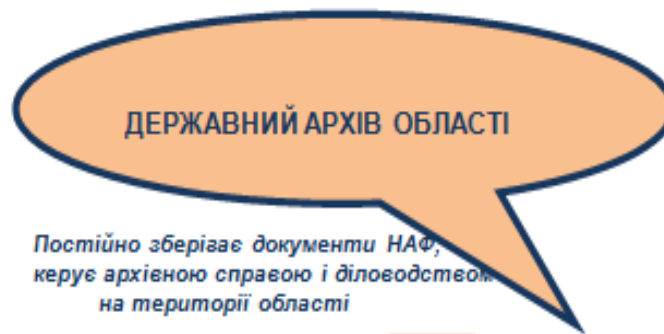 ДЕРЖАВНИЙ АРХІВ ОБЛАСТІ
Постійно зберігає документи НАФ,
керує архівною справою і діловодством
на території області